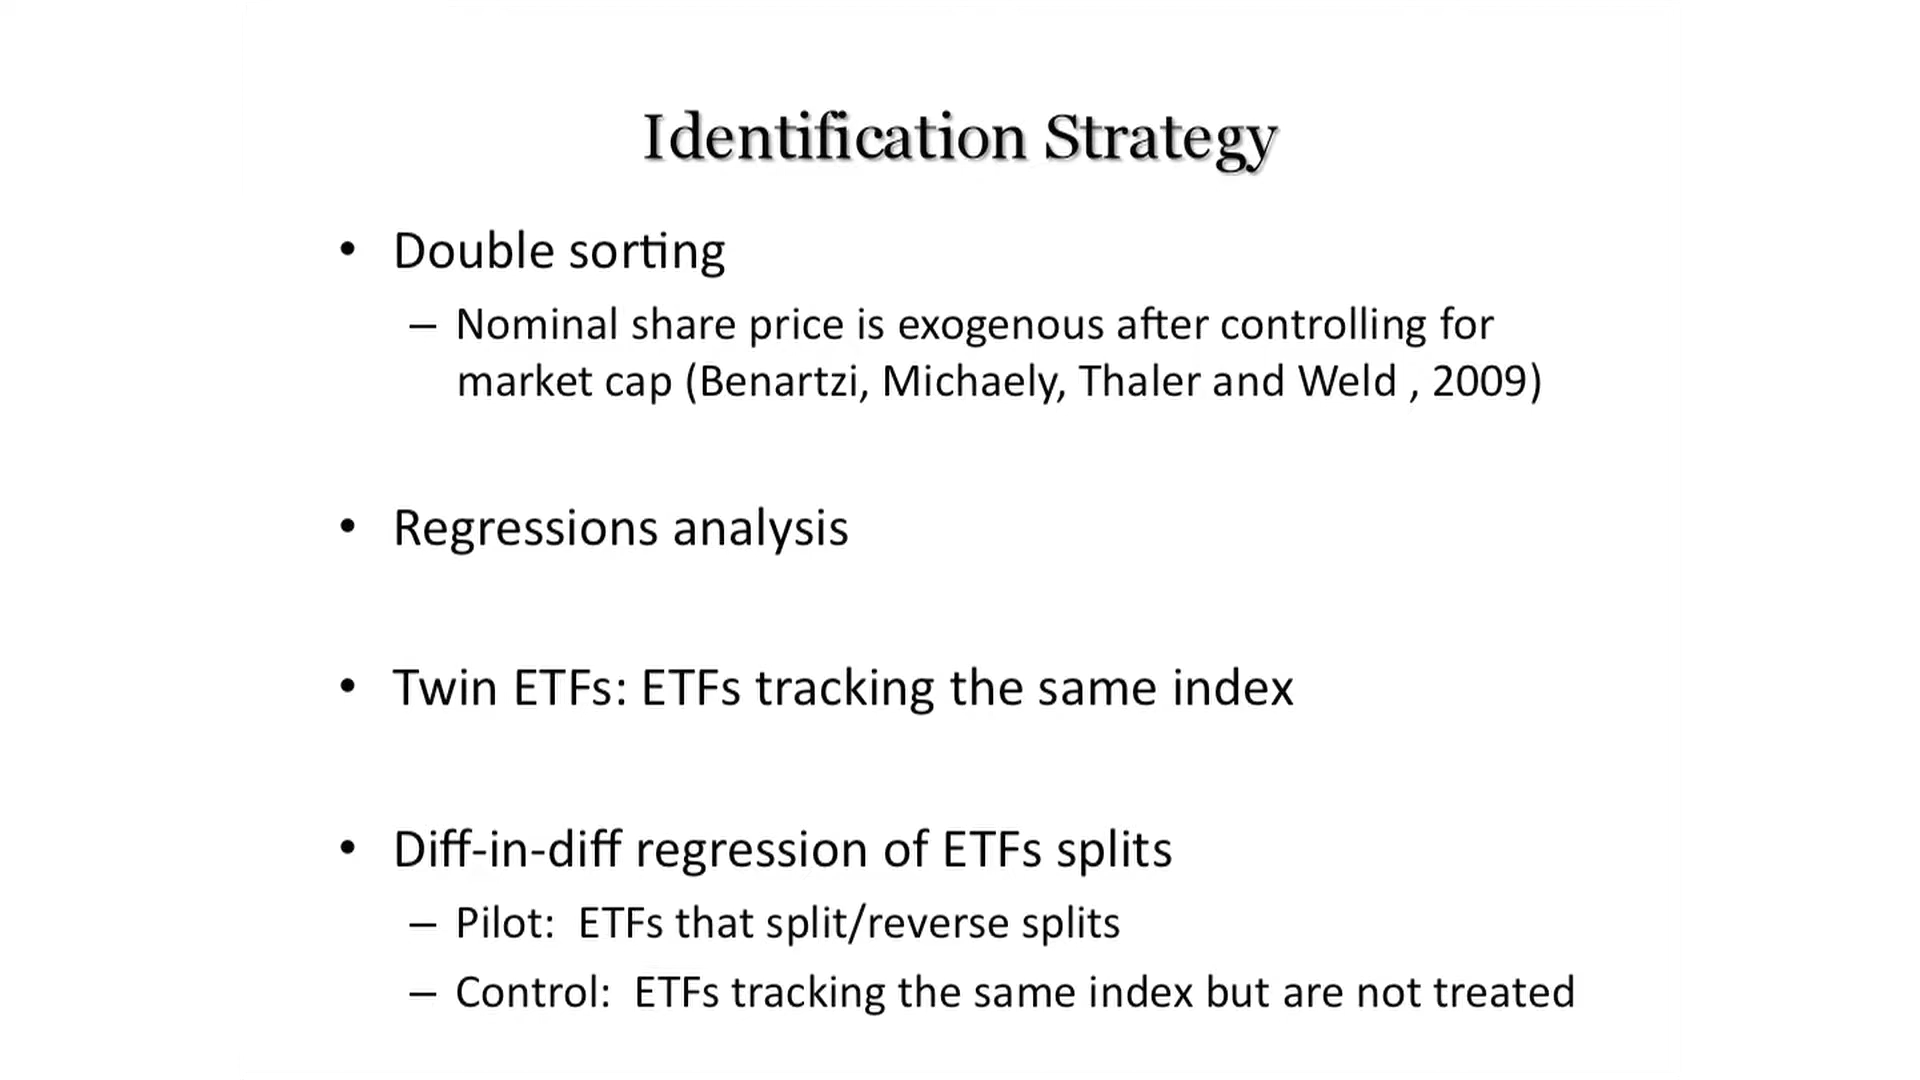 Identification Strategy
• Double sorting
– Nominal share price is exogenous after controlling for
market cap (Benartzi, Michaely, Thaler and Weld , 2009)
• Regressions analysis
• Twin ETFs: ETFs tracking the same index
• Diff-in-diff regression of ETFs splits
– Pilot:  ETFs that split/reverse splits
– Control:  ETFs tracking the same index but are not treated